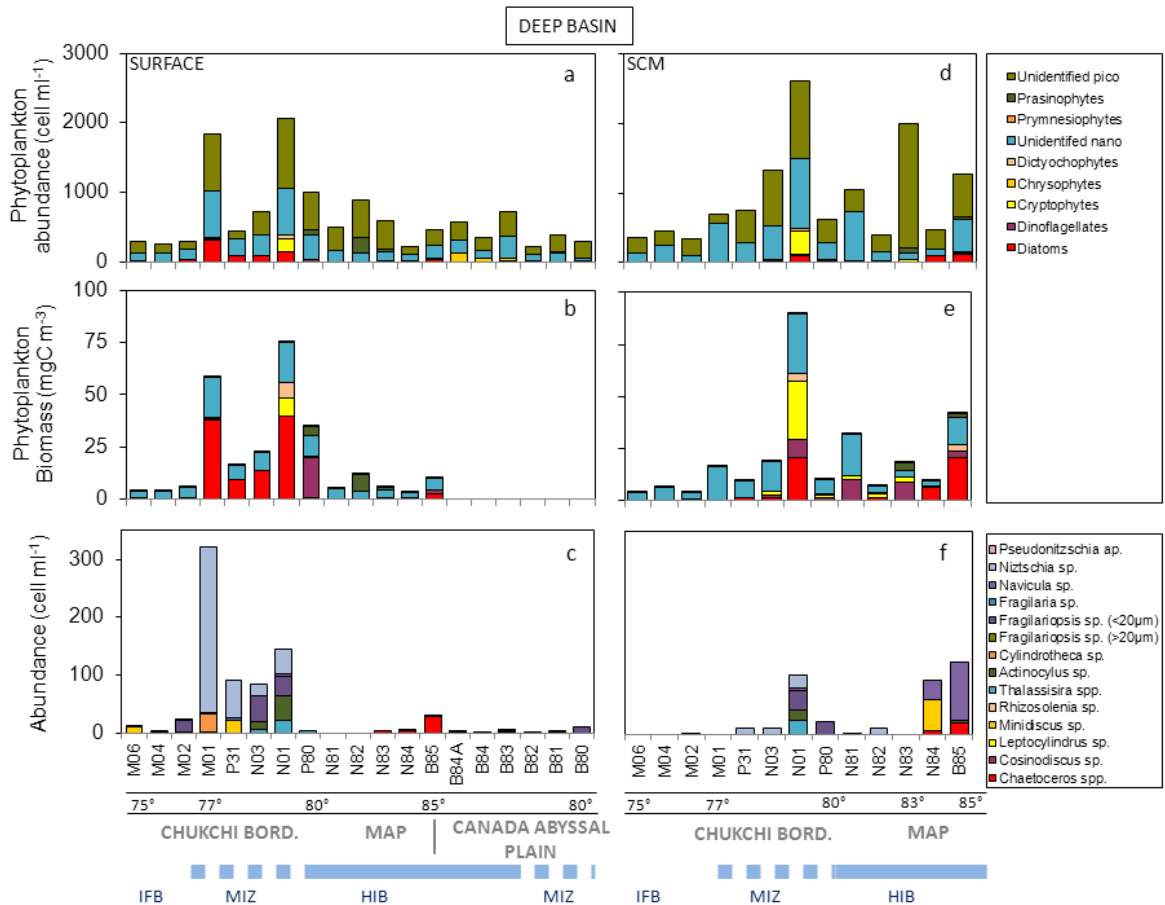 DEEP BASIN
SURFACE
a
Phytoplankton
abundance (cell ml-1)
3000
2000
1000
0
SCM
d
Unidentified pico
Prasinophytes
Prymnesiophytes
Unidentifed nano
Dictyochophytes
Chrysophytes
Cryptophytes
Dinoflagellates
Diatoms
b
Phytoplankton
Biomass (mgC m-3)
100
75
50
25
0
e
c
Abundance (cell ml-1)
300
200
100
0
f
Pseudonitzschia ap.
Niztschia sp.
Navicula sp.
Fragilaria sp.
Fragilariopsis sp. (<20µm)
Fragilariopsis sp. (>20µm)
Cylindrotheca sp.
Actinocylus sp.
Thalassisira spp.
Rhizosolenia sp.
Minidiscus sp.
Leptocylindrus sp.
Cosinodiscus sp.
Chaetoceros spp.
M06 M04 M02 M01 P31 N03 N01 P80 N81 N82 N83 N84 B85 B84A B84 B83 B82 B81 B80
M06 M04 M02 M01 P31 N03 N01 P80 N81 N82 N83 N84 B85
75° 77° 80° 85° 80°
75° 77° 80° 83° 85°
CHUKCHI BORD. MAP CANADA ABYSSAL
PLAIN
CHUKCHI BORD. MAP
IFB MIZ HIB MIZ
IFB MIZ HIB